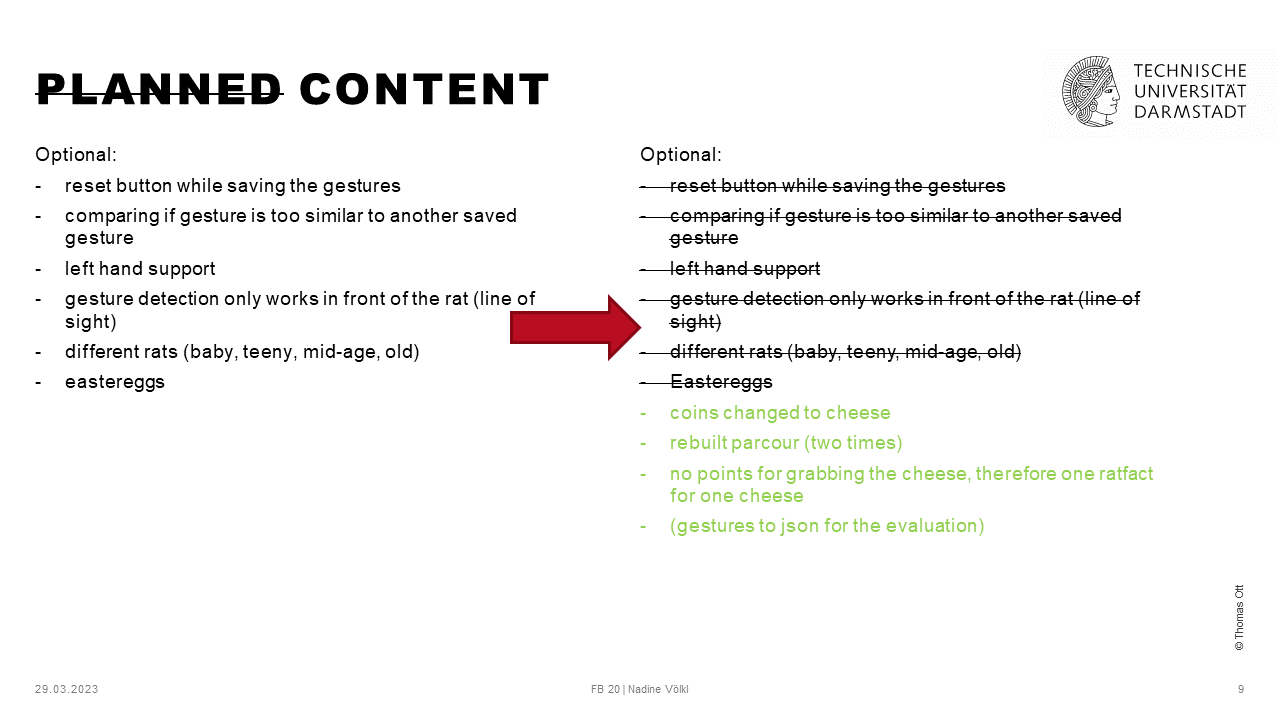 PLANNED CONTENT
TECHNISCHE
UNIVERSITÄT
DARMSTADT
Optional:
- reset button while saving the gestures
- comparing if gesture is too similar to another saved
gesture
- left hand support
- gesture detection only works in front of the rat (line of
sight)
- different rats (baby, teeny, mid-age, old)
- eastereggs
Optional:
- reset button while saving the gestures
- comparing if gesture is too similar to another saved
gesture
- left hand support
- gesture detection only works in front of the rat (line of
sight)
- different rats (baby, teeny, mid-age, old)
- Eastereggs
- coins changed to cheese
- rebuilt parcour (two times)
- no points for grabbing the cheese, therefore one ratfact
for one cheese
- (gestures to json for the evaluation)
© Thomas Ott
29.03.2023
FB 20 | Nadine Völkl
9